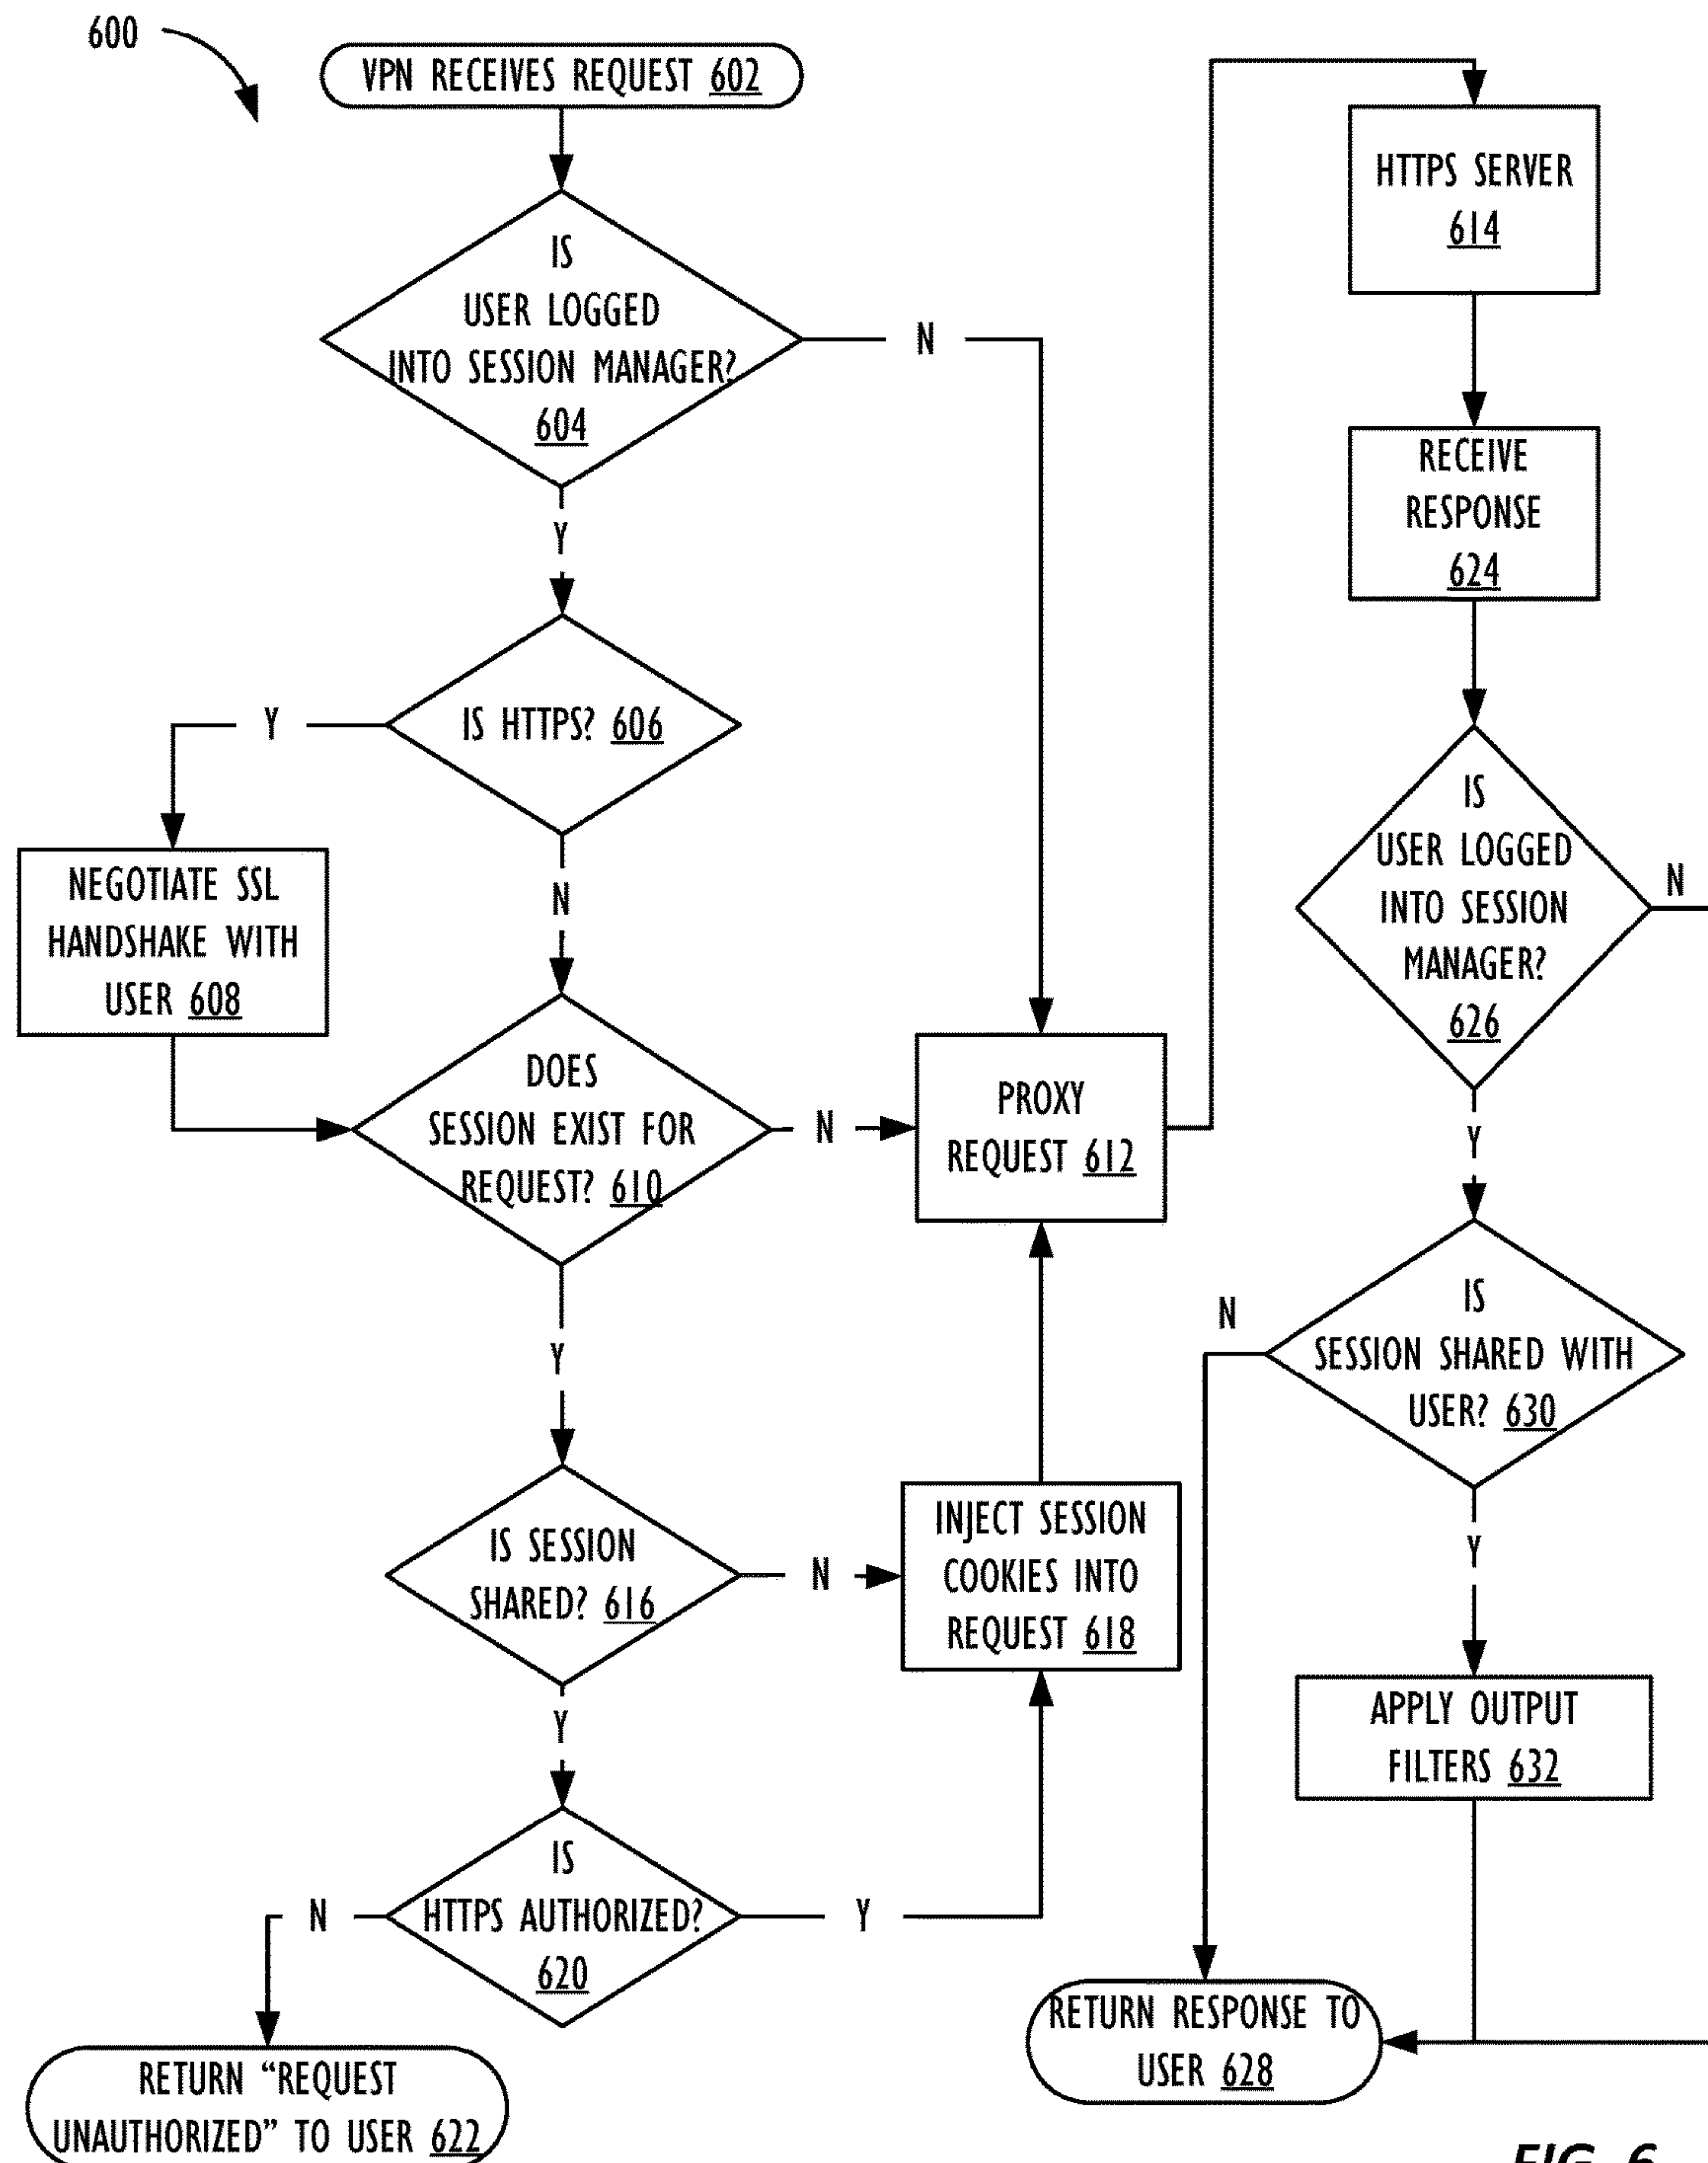 600
VPN RECEIVES REQUEST 602
IS
USER LOGGED
INTO SESSION MANAGER?
604
N
Y
IS HTTPS? 606
Y
NEGOTIATE SSL
HANDSHAKE WITH
USER 608
N
DOES
SESSION EXIST FOR
REQUEST? 610
N
PROXY
REQUEST 612
Y
IS SESSION
SHARED? 616
N
INJECT SESSION
COOKIES INTO
REQUEST 618
Y
IS
HTTPS AUTHORIZED?
620
Y
N
RETURN “REQUEST
UNAUTHORIZED” TO USER 622
HTTPS SERVER
614
RECEIVE
RESPONSE
624
IS
USER LOGGED
INTO SESSION
MANAGER?
626
N
Y
IS
SESSION SHARED WITH
USER? 630
N
Y
APPLY OUTPUT
FILTERS 632
RETURN RESPONSE TO
USER 628
FIG. 6